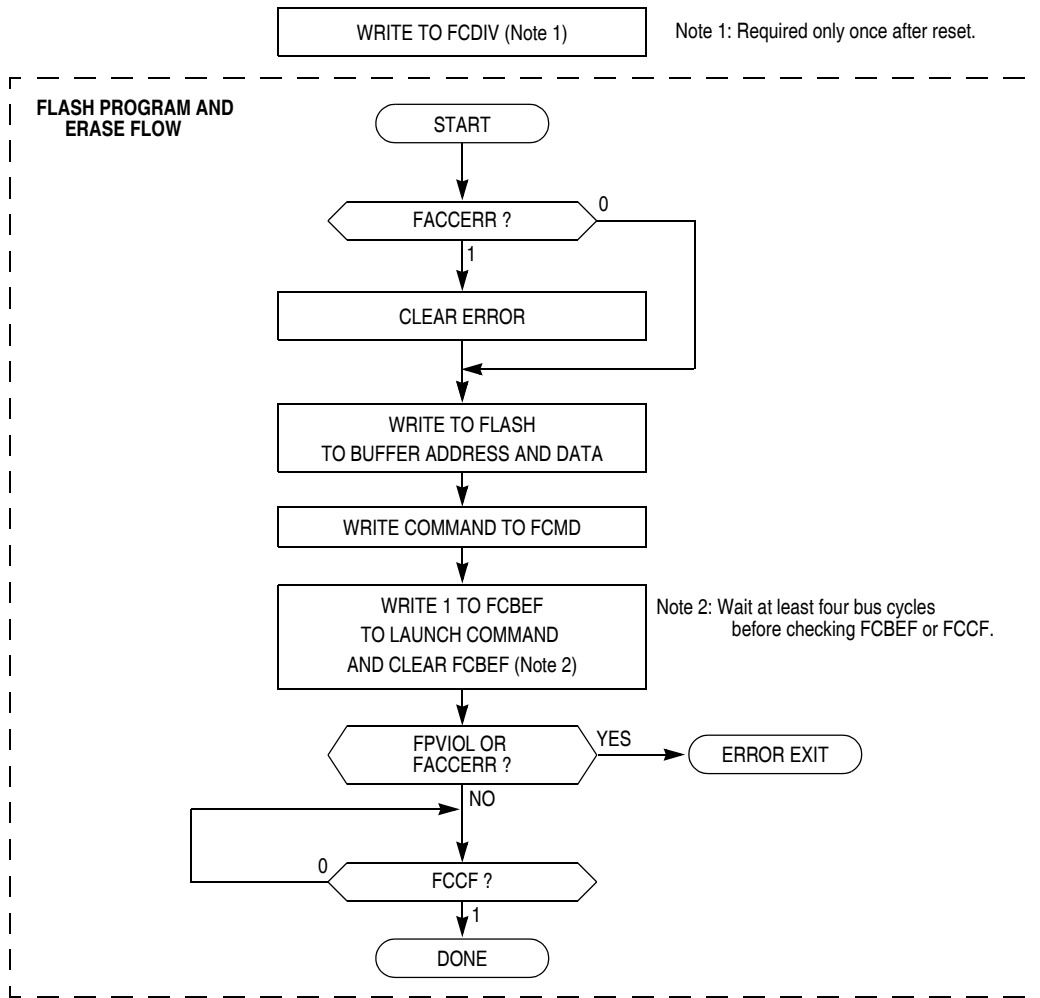 WRITE TO FCDIV (Note 1)
Note 1: Required only once after reset.
FLASH PROGRAM AND
ERASE FLOW
START
FACCERR ?
0
1
CLEAR ERROR
WRITE TO FLASH
TO BUFFER ADDRESS AND DATA
WRITE COMMAND TO FCMD
WRITE 1 TO FCBEF
TO LAUNCH COMMAND
AND CLEAR FCBEF (Note 2)
Note 2: Wait at least four bus cycles
before checking FCBEF or FCCF.
FPVIOL OR
FACCERR ?
YES
ERROR EXIT
NO
0
FCCF ?
1
DONE